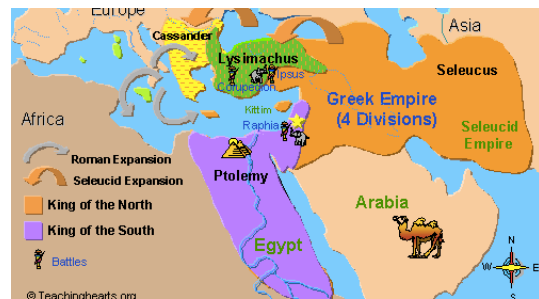 Europe
Asia
Cassander
Lysimachus
Ipsus
Corupegion
Seleucus
Kittim
Greek Empire
(4 Divisions)
Africa
Raphia
Seleucid
Empire
Roman Expansion
Seleucid Expansion
Ptolemy
King of the North
King of the South
Arabia
Egypt
Battles
N
W
E
S
© Teachinghearts.org